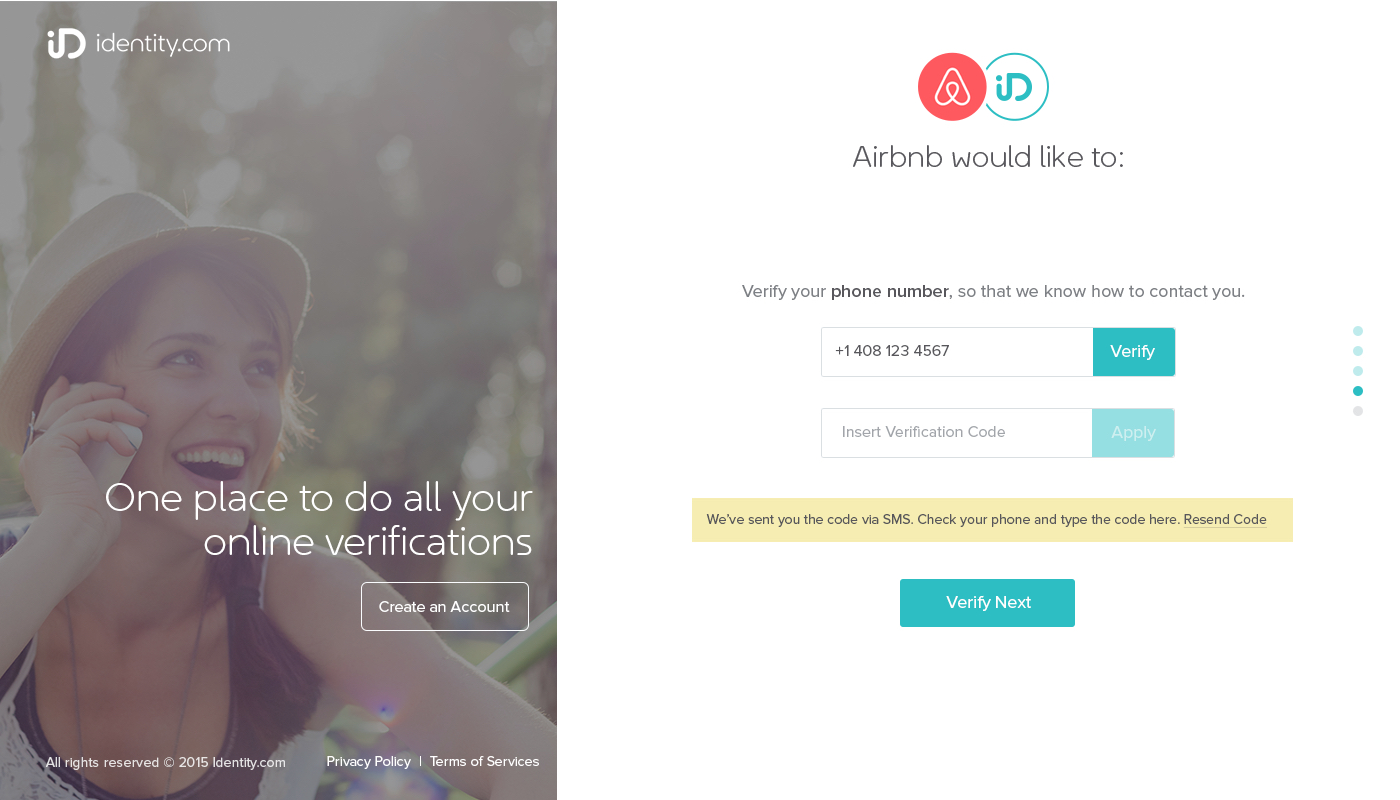 identity.com
One place to do all your
online verifications
Create an Account
All rights reserved © 2015 Identity.com
Privacy Policy | Terms of Services
iD
Airbnb would like to:
Verify your phone number, so that we know how to contact you.
+1 408 123 4567 Verify
Insert Verification Code Apply
We've sent you the code via SMS. Check your phone and type the code here. Resend Code
Verify Next